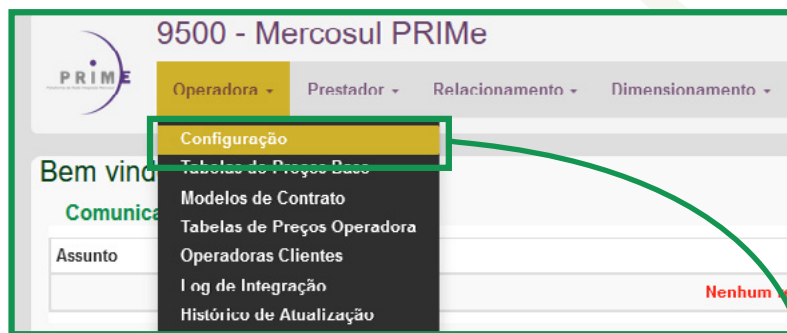 9500 - Mercosul PRIMe
PRIME
Operadora Prestador Relacionamento Dimensionamento
Configuração
Bem vind
Tabelas de Preços Base
Modelos de Contrato
Comunica
Tabelas de Preços Operadora
Assunto
Operadoras Clientes
Log de Integração
Nenhum
Histórico de Atualização